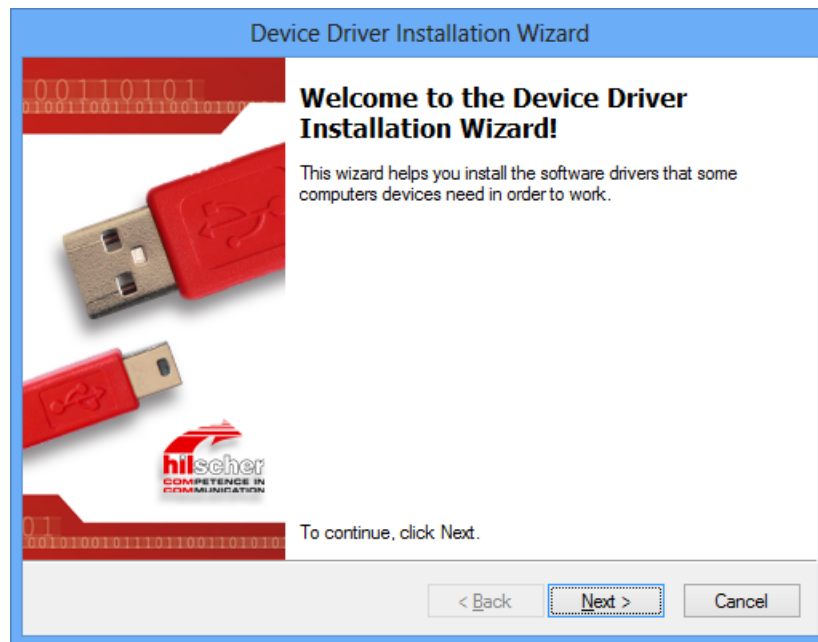 Device Driver Installation Wizard
00110101
Welcome to the Device Driver
Installation Wizard!
This wizard helps you install the software drivers that some
computers devices need in order to work.
hilscher
COMPETENCE IN
COMMUNICATION
01
To continue, click Next.
< Back
Next >
Cancel